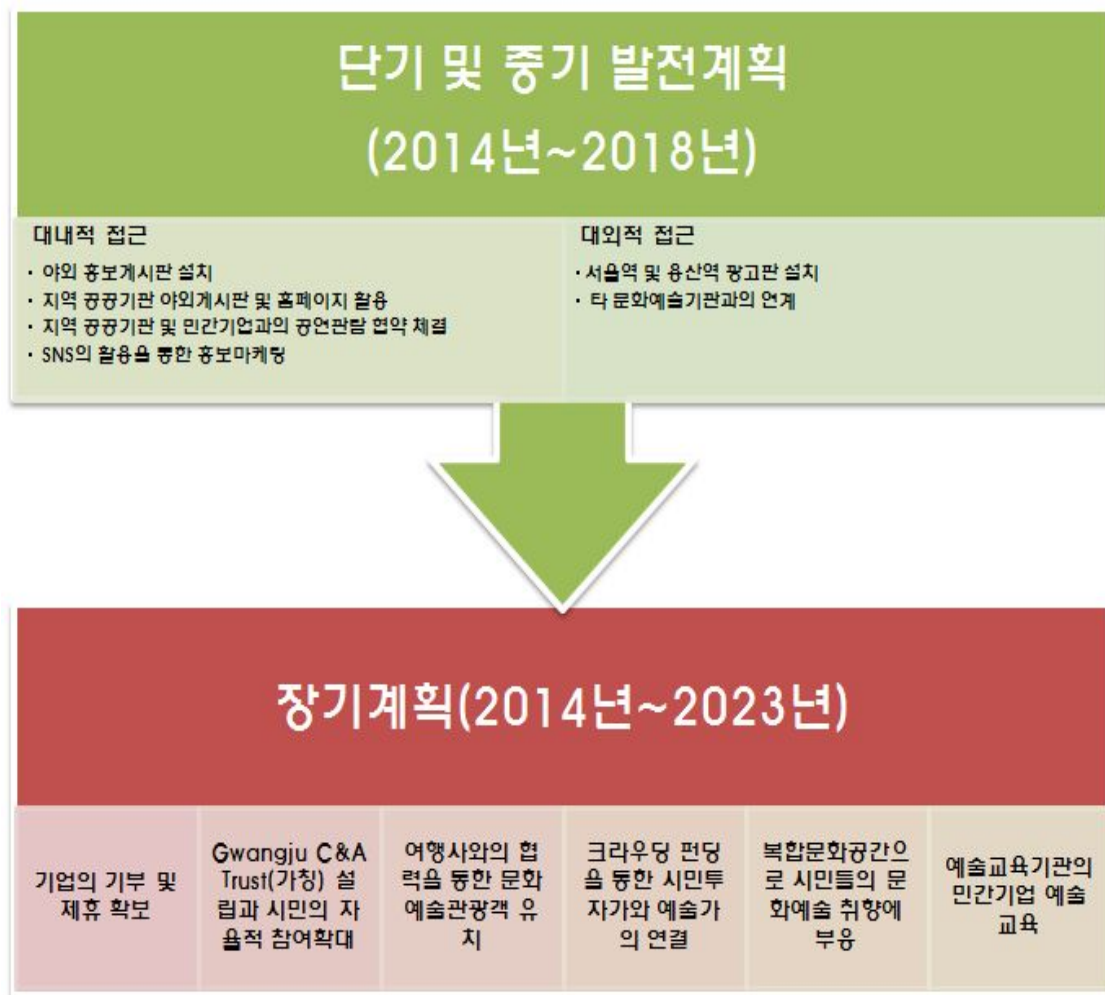 단기 및 중기 발전계획
(2014년~2018년)
대내적 접근
· 야외 홍보게시판 설치
· 지역 공공기관 야외게시판 및 홈페이지 활용
· 지역 공공기관 및 민간기업과의 공연관람 협약 체결
· SNS의 활용을 통한 홍보마케팅
대외적 접근
· 서울역 및 용산역 광고판 설치
· 타 문화예술기관과의 연계
장기계획(2014년~2023년)
기업의 기부 및
제휴 확보
Gwangju C&A
Trust(가칭) 설
립과 시민의 자
율적 참여확대
여행사와의 협
력을 통한 문화
예술관광객 유
치
크라우딩 펀딩
을 통한 시민투
자가와 예술가
의 연결
복합문화공간으
로 시민들의 문
화예술 취향에
부응
예술교육기관의
민간기업 예술
교육